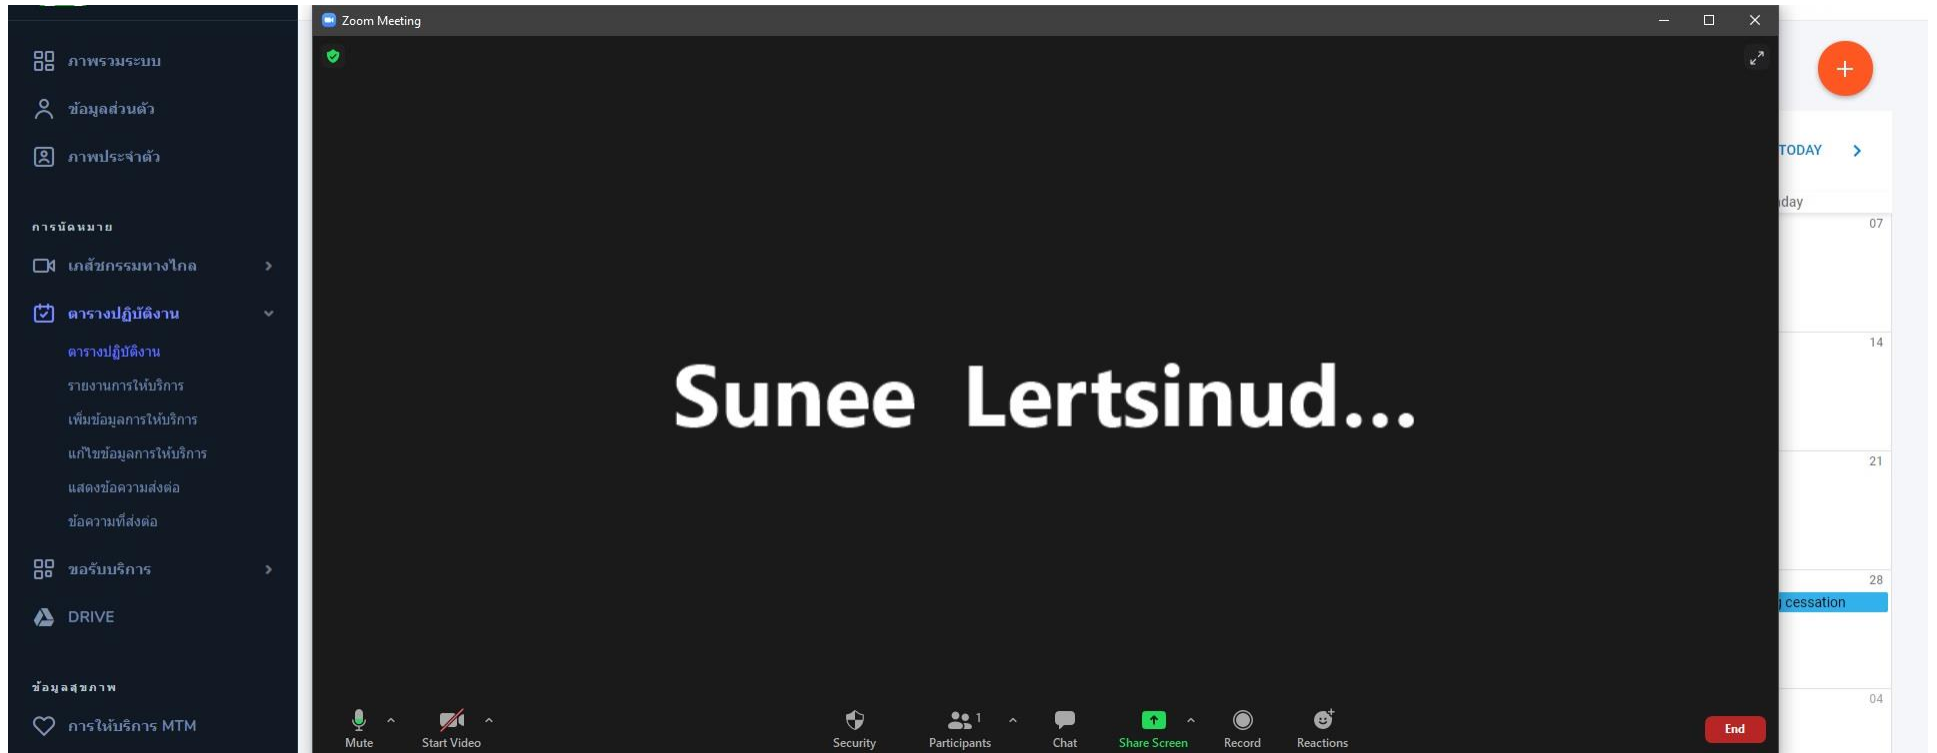 ภาพรวมระบบ
ข้อมูลส่วนตัว
ภาพประจำตัว
การนัดหมาย
เภสัชกรรมทางไกล
ตารางปฏิบัติงาน
ตารางปฏิบัติงาน
รายงานการให้บริการ
เพิ่มข้อมูลการให้บริการ
แก้ไขข้อมูลการให้บริการ
แสดงข้อความส่งต่อ
ข้อความที่ส่งต่อ
ขอรับบริการ
DRIVE
ข้อมูลสุขภาพ
การให้บริการ MTM
Zoom Meeting
Sunee Lertsinud...
Mute
Start Video
Security
Participants 1
Chat
Share Screen
Record
Reactions
End
TODAY
07
14
21
28
cessation
04